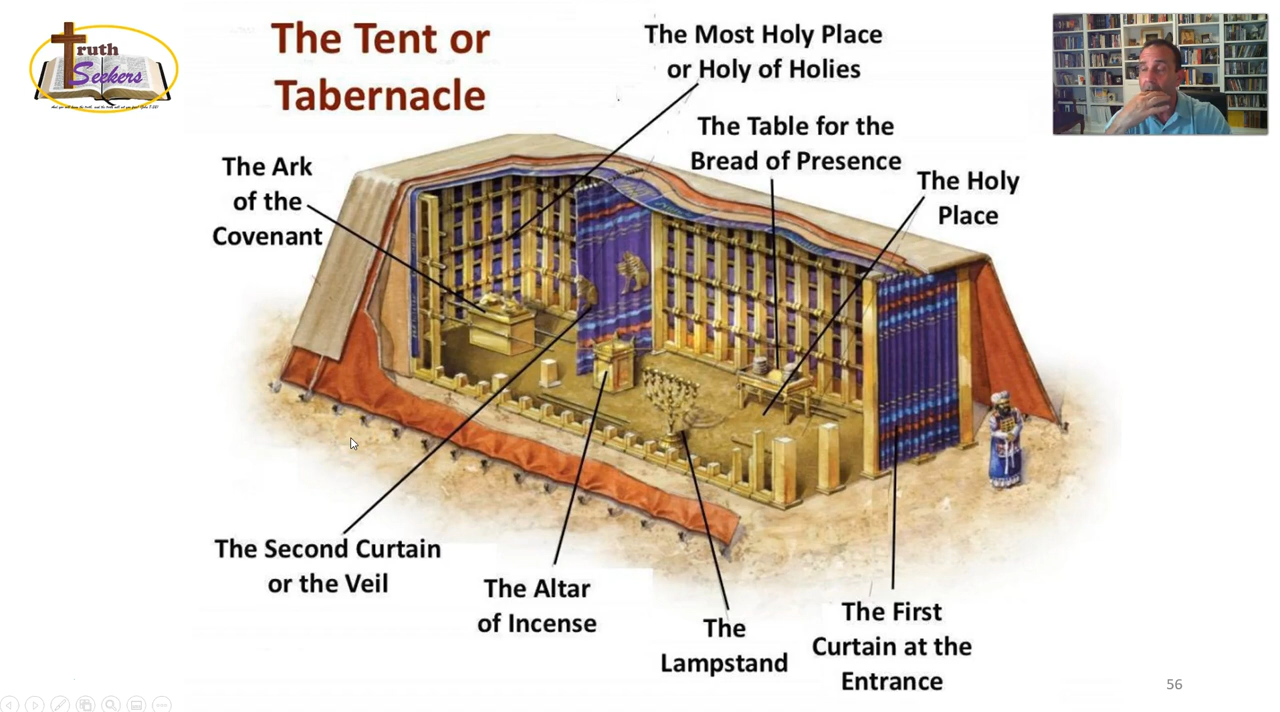 Truth
Seekers
The Tent or
Tabernacle
The Most Holy Place
or Holy of Holies
The Table for the
Bread of Presence
The Holy
Place
The Ark
of the
Covenant
The Second Curtain
or the Veil
The Altar
of Incense
The
Lampstand
The First
Curtain at the
Entrance
56